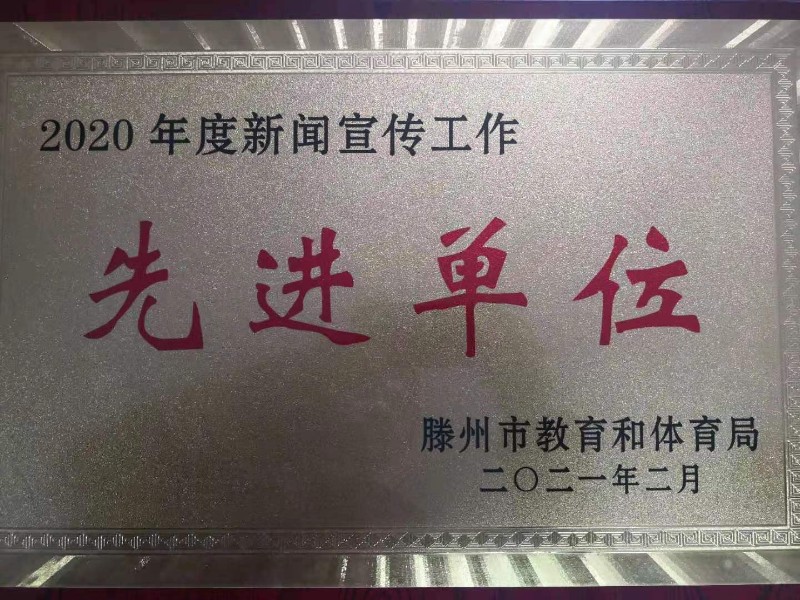 2020 年度新闻宣传工作
先进单位
滕州市教育和体育局
二〇二一年二月